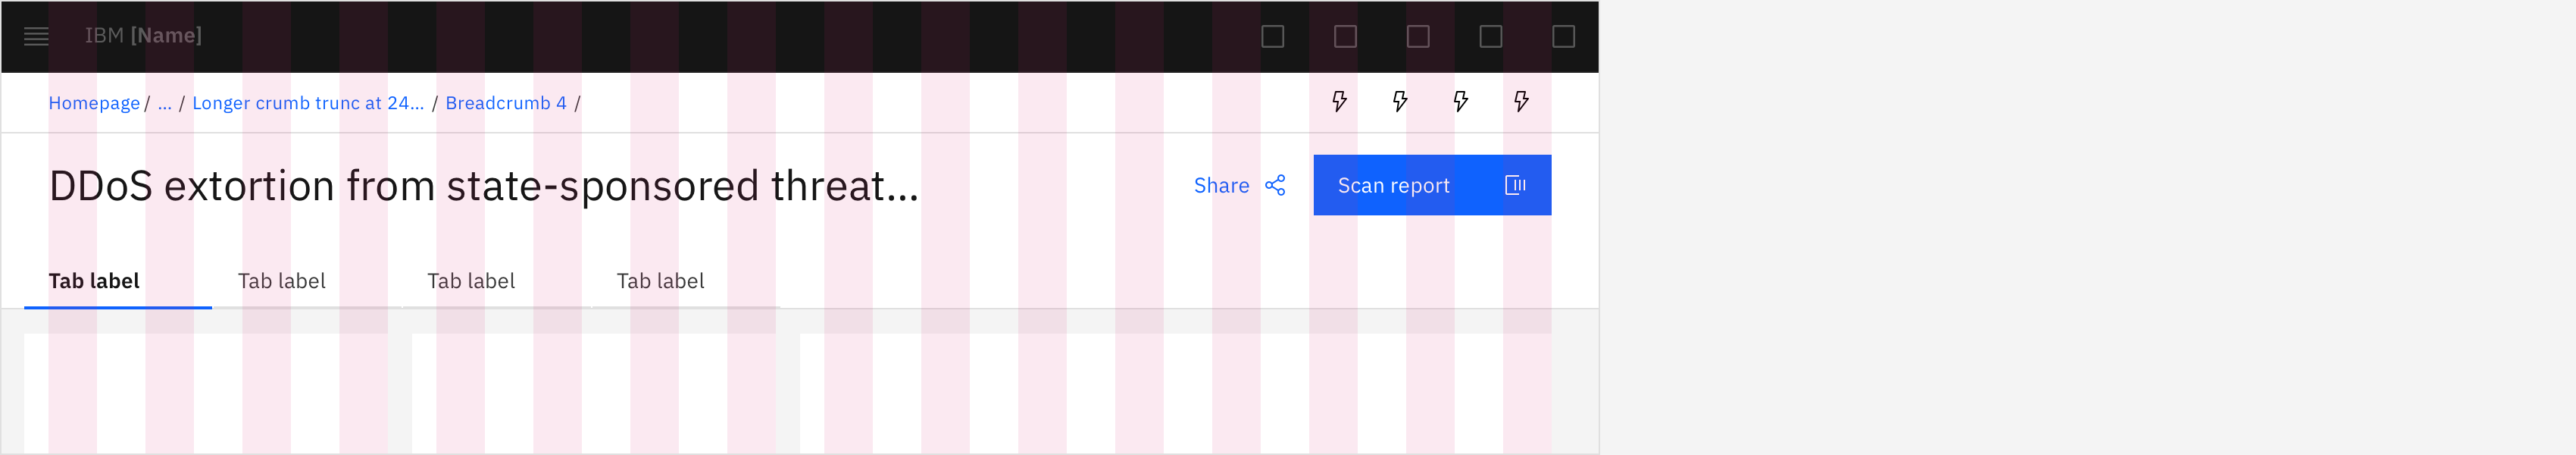 IBM [Name]
Homepage / ... / Longer crumb trunc at 24... / Breadcrumb 4 /
DDoS extortion from state-sponsored threat...
Share
Scan report
Tab label Tab label Tab label Tab label